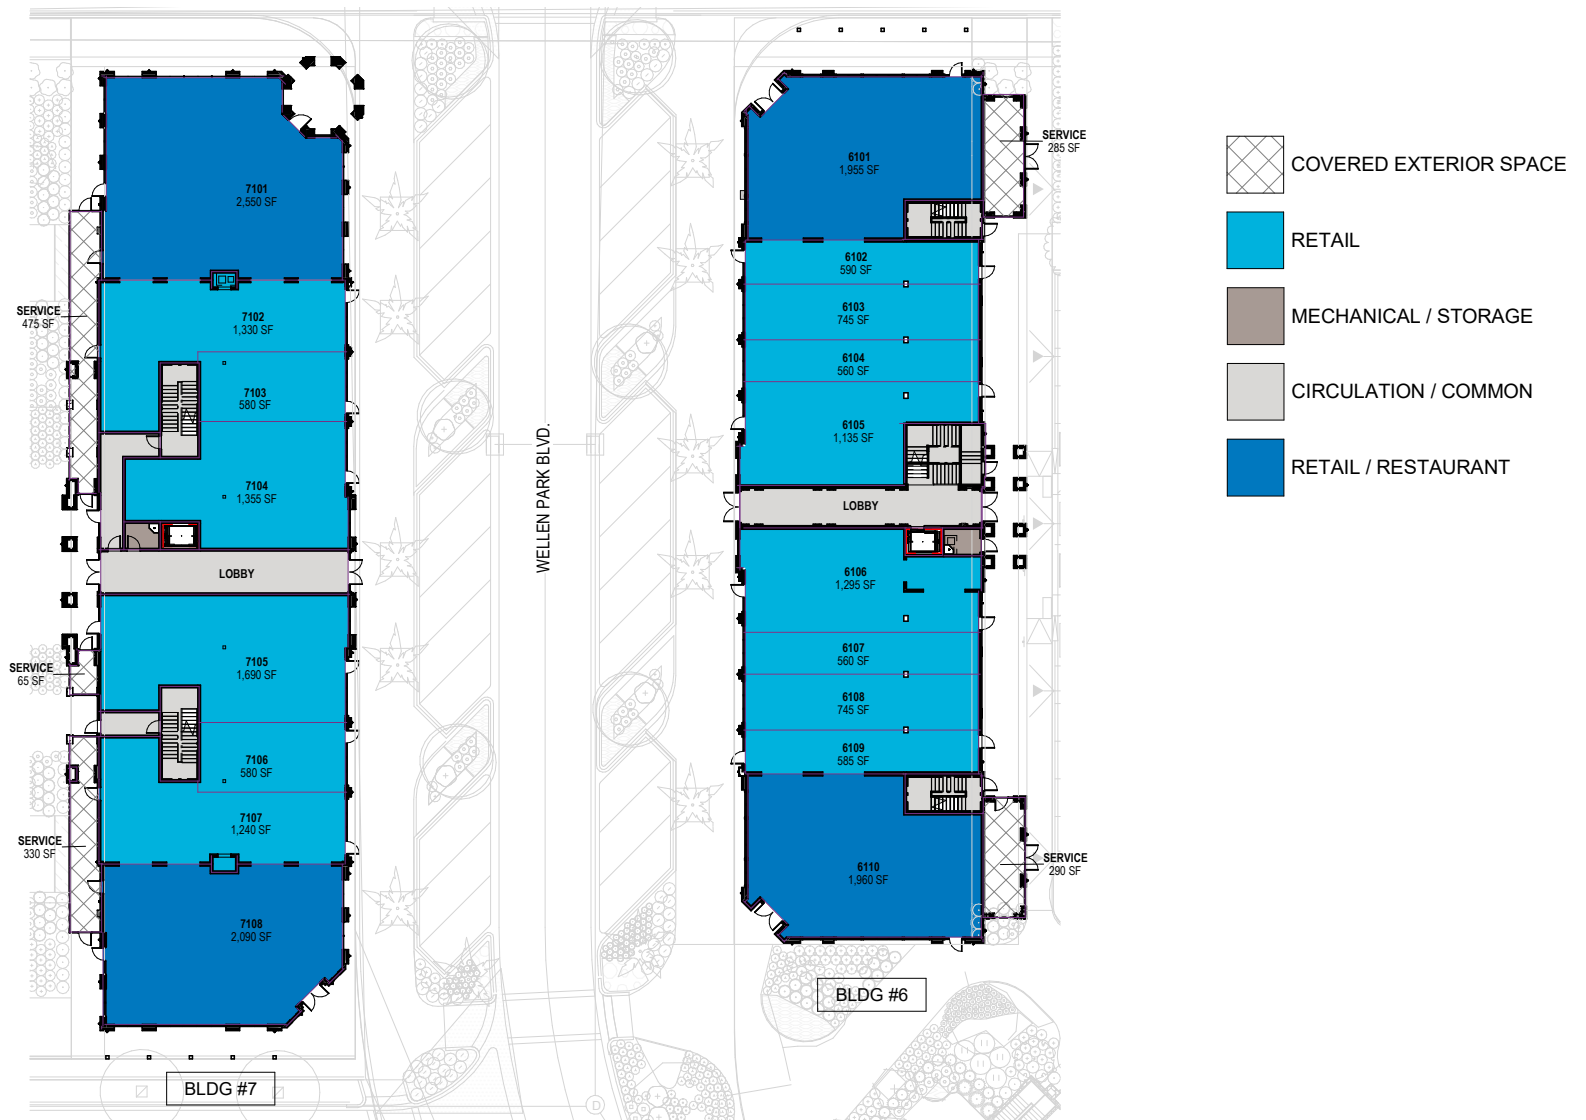 7101
2,550 SF
SERVICE
475 SF
7102
1,330 SF
7103
580 SF
7104
1,355 SF
LOBBY
7105
1,690 SF
SERVICE
65 SF
7106
580 SF
7107
1,240 SF
SERVICE
330 SF
7108
2,090 SF
BLDG #7
WELLEN PARK BLVD.
D
6101
1,955 SF
SERVICE
285 SF
6102
590 SF
6103
745 SF
6104
560 SF
6105
1,135 SF
LOBBY
6106
1,295 SF
6107
560 SF
6108
745 SF
6109
585 SF
6110
1,960 SF
SERVICE
290 SF
BLDG #6
COVERED EXTERIOR SPACE
RETAIL
MECHANICAL / STORAGE
CIRCULATION / COMMON
RETAIL / RESTAURANT